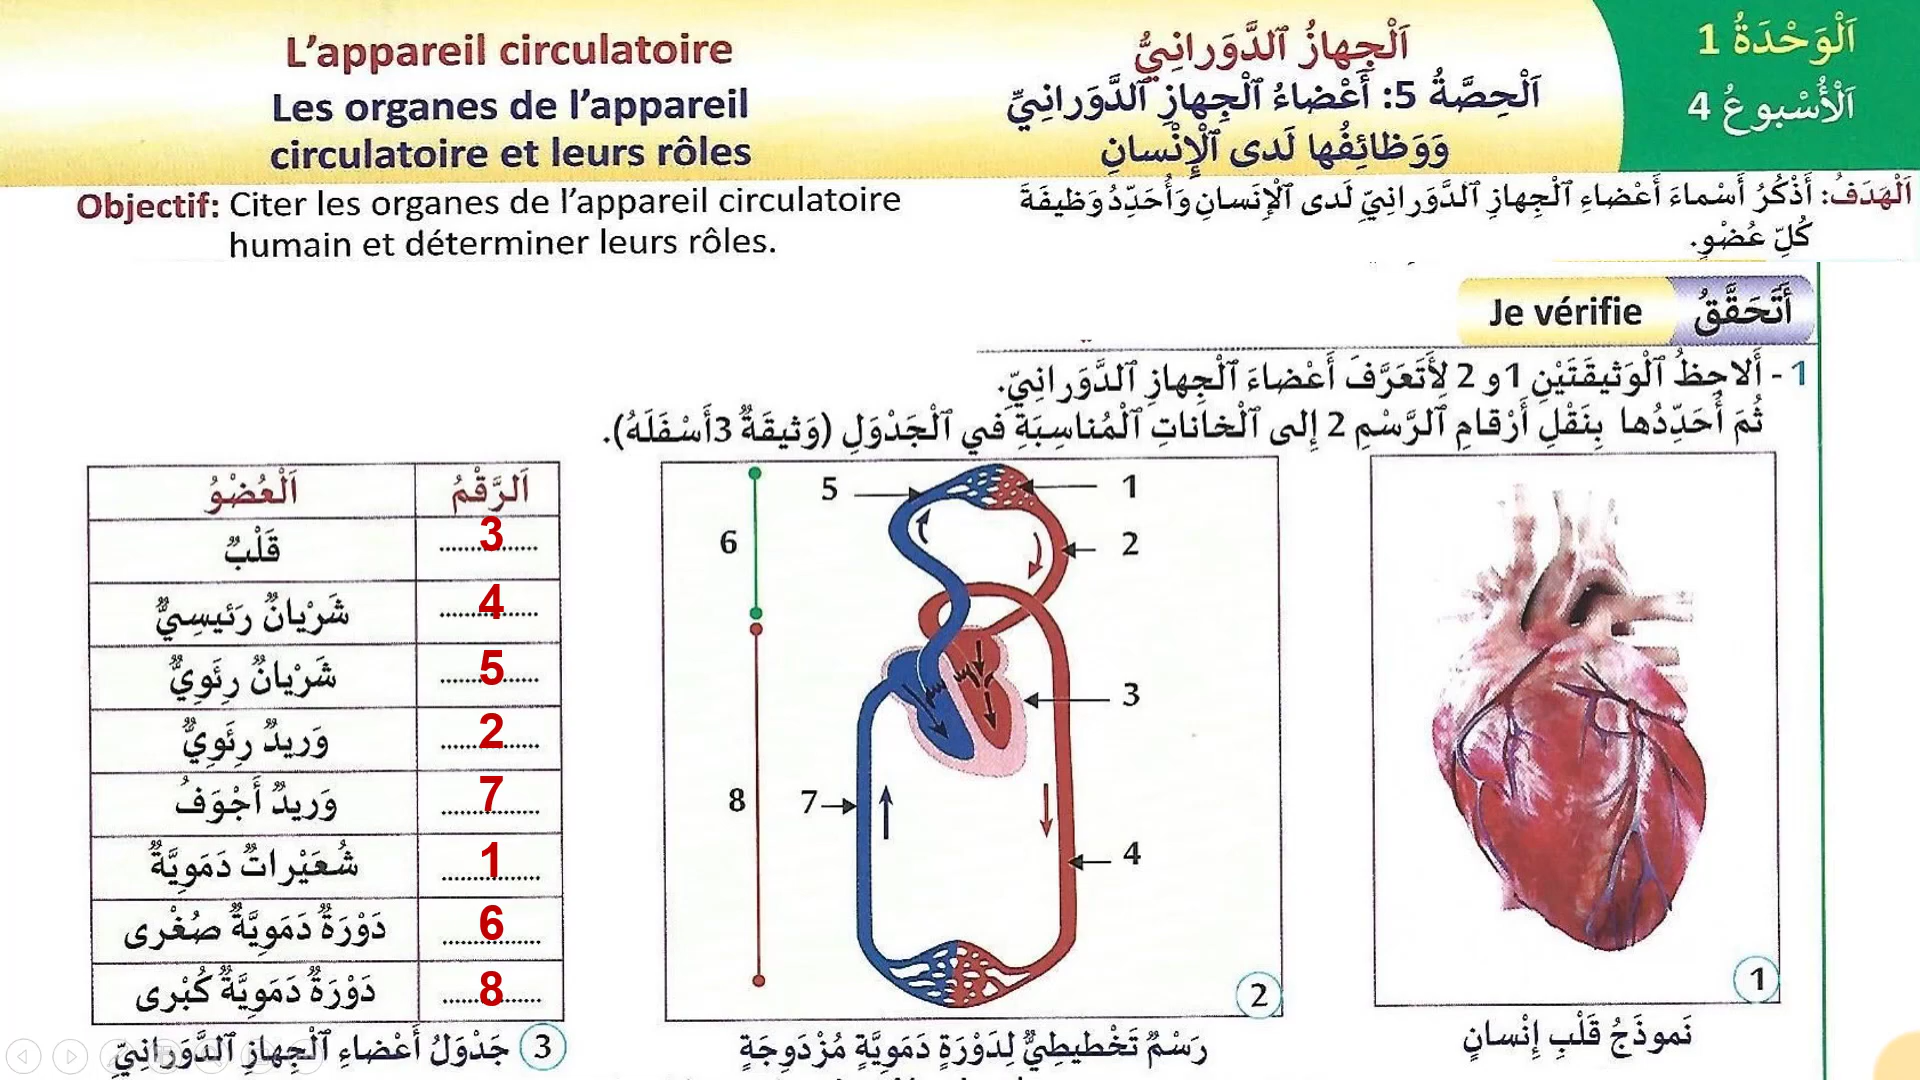 L’appareil circulatoire
Les organes de l’appareil
circulatoire et leurs rôles
اَلْجِهازُ ٱلدَّوَرانِيُّ
اَلْحِصَّةُ 5: أَعْضاءُ ٱلْجِهازِ ٱلدَّوَرانِيِّ
وَوَظائِفُها لَدى ٱلْإِنْسانِ
اَلْوَحْدَةُ 1
اَلْأُسْبوعُ 4
Objectif: Citer les organes de l’appareil circulatoire
humain et déterminer leurs rôles.
اَلْهَدَفُ: أَذْكُرُ أَسْماءَ أَعْضاءِ ٱلْجِهازِ ٱلدَّوَرانِيِّ لَدى ٱلْإِنْسانِ وَأُحَدِّدُ وَظيفَةَ
كُلِّ عُضْوٍ.
Je vérifie أَتَحَقَّقُ
1 - أَلاحِظُ ٱلْوَثيقَتَيْنِ 1 و 2 لِأَتَعَرَّفَ أَعْضاءَ ٱلْجِهازِ ٱلدَّوَرانِيِّ.
ثُمَّ أُحَدِّدُها بِنَقْلِ أَرْقامِ ٱلرَّسْمِ 2 إِلى ٱلْخاناتِ ٱلْمُناسِبَةِ في ٱلْجَدْوَلِ (وَثيقَةٌ 3 أَسْفَلَهُ).
اَلرَّقْمُ اَلْعُضْوُ
3 قَلْبٌ
4 شَرْيانٌ رَئيسِيٌّ
5 شَرْيانٌ رِئَوِيٌّ
2 وَريدٌ رِئَوِيٌّ
7 وَريدٌ أَجْوَفُ
1 شُعَيْراتٌ دَمَوِيَّةٌ
6 دَوْرَةٌ دَمَوِيَّةٌ صُغْرى
8 دَوْرَةٌ دَمَوِيَّةٌ كُبْرى
3 جَدْوَلُ أَعْضاءِ ٱلْجِهازِ ٱلدَّوَرانِيِّ
5
1
6
2
3
8
7
4
2
رَسْمٌ تَخْطيطِيٌّ لِدَوْرَةٍ دَمَوِيَّةٍ مُزْدَوِجَةٍ
1
نَموذَجُ قَلْبِ إِنْسانٍ